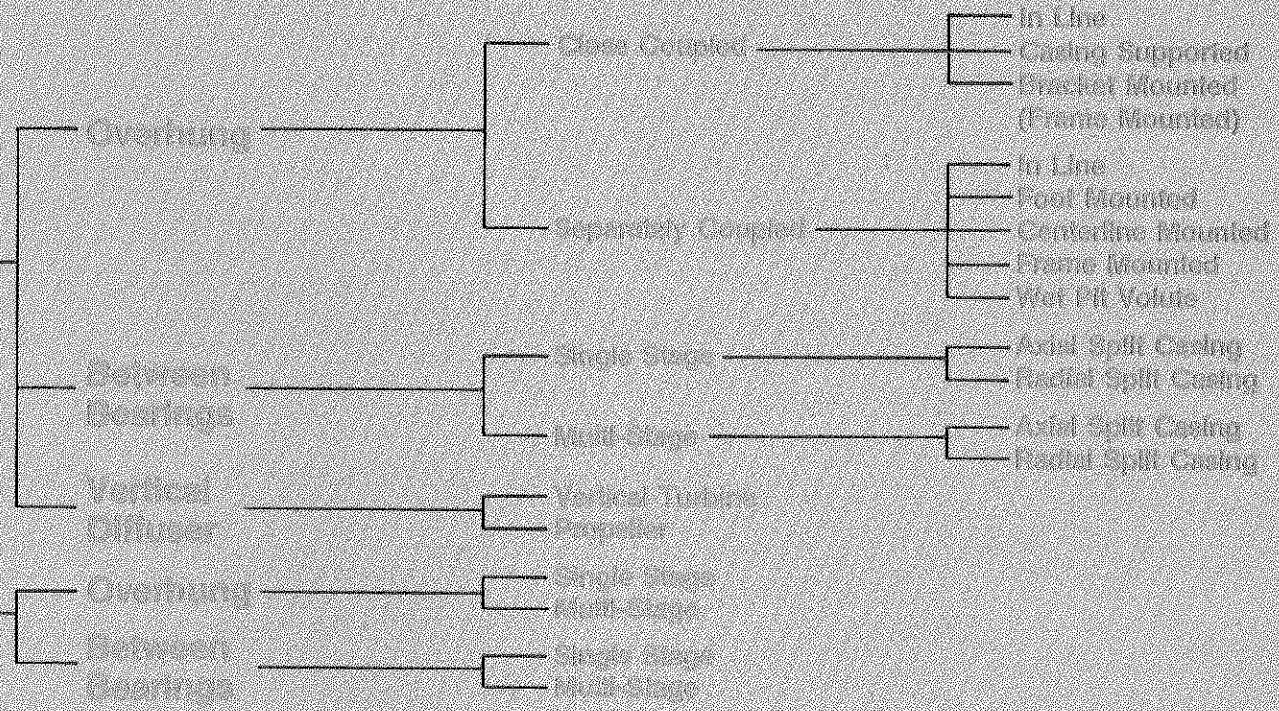 In Line
Close Coupled
Casing Supported
Bracket Mounted
(Frame Mounted)
Overhung
In Line
Foot Mounted
Separately Coupled
Centerline Mounted
Frame Mounted
Wet Pit Volute
Axial Split Casing
Single Stage
Radial Split Casing
Between
Bearings
Axial Split Casing
Multi-Stage
Radial Split Casing
Vertical
Diffuser
Vertical Turbine
Propeller
Overhung
Single Stage
Multi-Stage
Between
Bearings
Single Stage
Multi-Stage